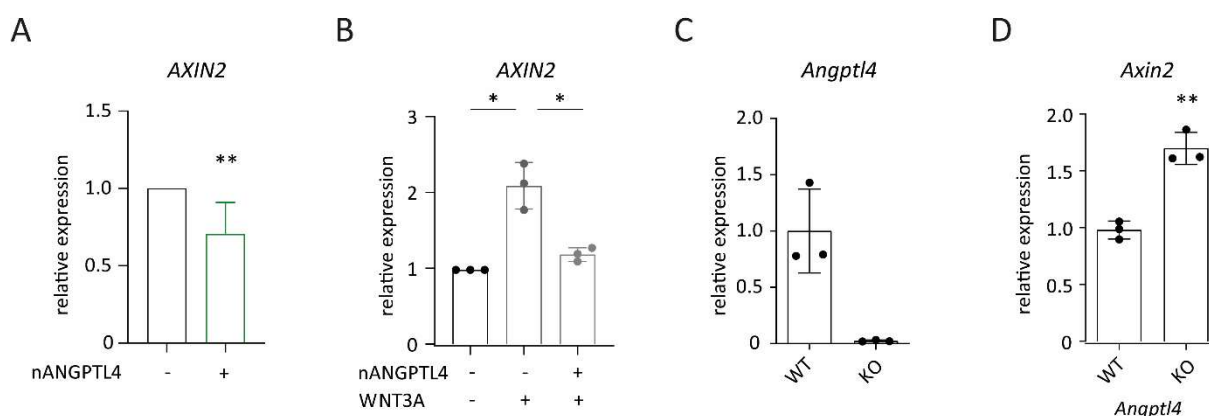 A
AXIN2
relative expression
1.5
1.0
0.5
0
**
nANGPTL4 - +
B
AXIN2
relative expression
3
2
1
0
* *
nANGPTL4 - - +
WNT3A - + +
C
Angptl4
relative expression
2.0
1.5
1.0
0.5
0
WT KO
D
Axin2
relative expression
2.0
1.5
1.0
0.5
0
**
WT KO
Angptl4